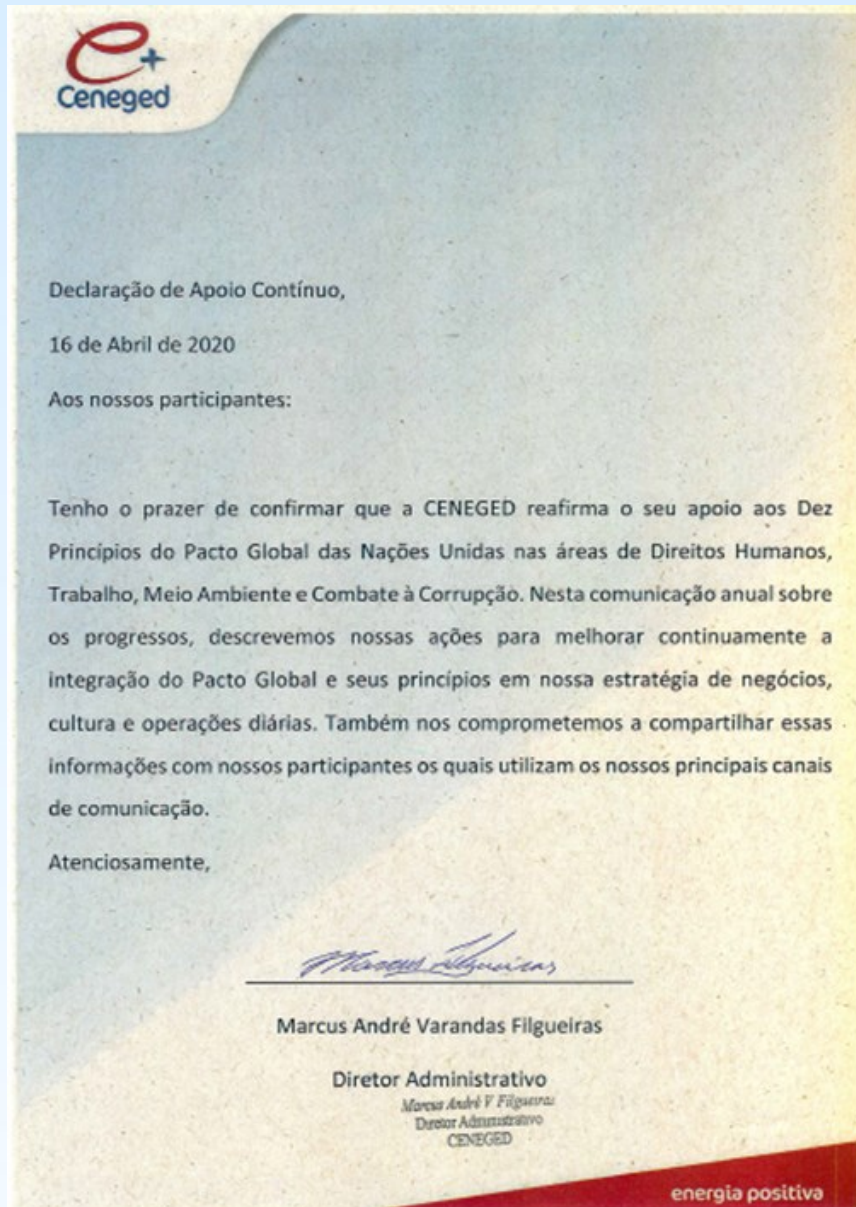 e+
Ceneged
Declaração de Apoio Contínuo,
16 de Abril de 2020
Aos nossos participantes:
Tenho o prazer de confirmar que a CENEGED reafirma o seu apoio aos Dez
Princípios do Pacto Global das Nações Unidas nas áreas de Direitos Humanos,
Trabalho, Meio Ambiente e Combate à Corrupção. Nesta comunicação anual sobre
os progressos, descrevemos nossas ações para melhorar continuamente a
integração do Pacto Global e seus princípios em nossa estratégia de negócios,
cultura e operações diárias. Também nos comprometemos a compartilhar essas
informações com nossos participantes os quais utilizam os nossos principais canais
de comunicação.
Atenciosamente,
Marcus Filgueiras
Marcus André Varandas Filgueiras
Diretor Administrativo
Marcus André V Filgueiras
Diretor Administrativo
CENEGED
energia positiva